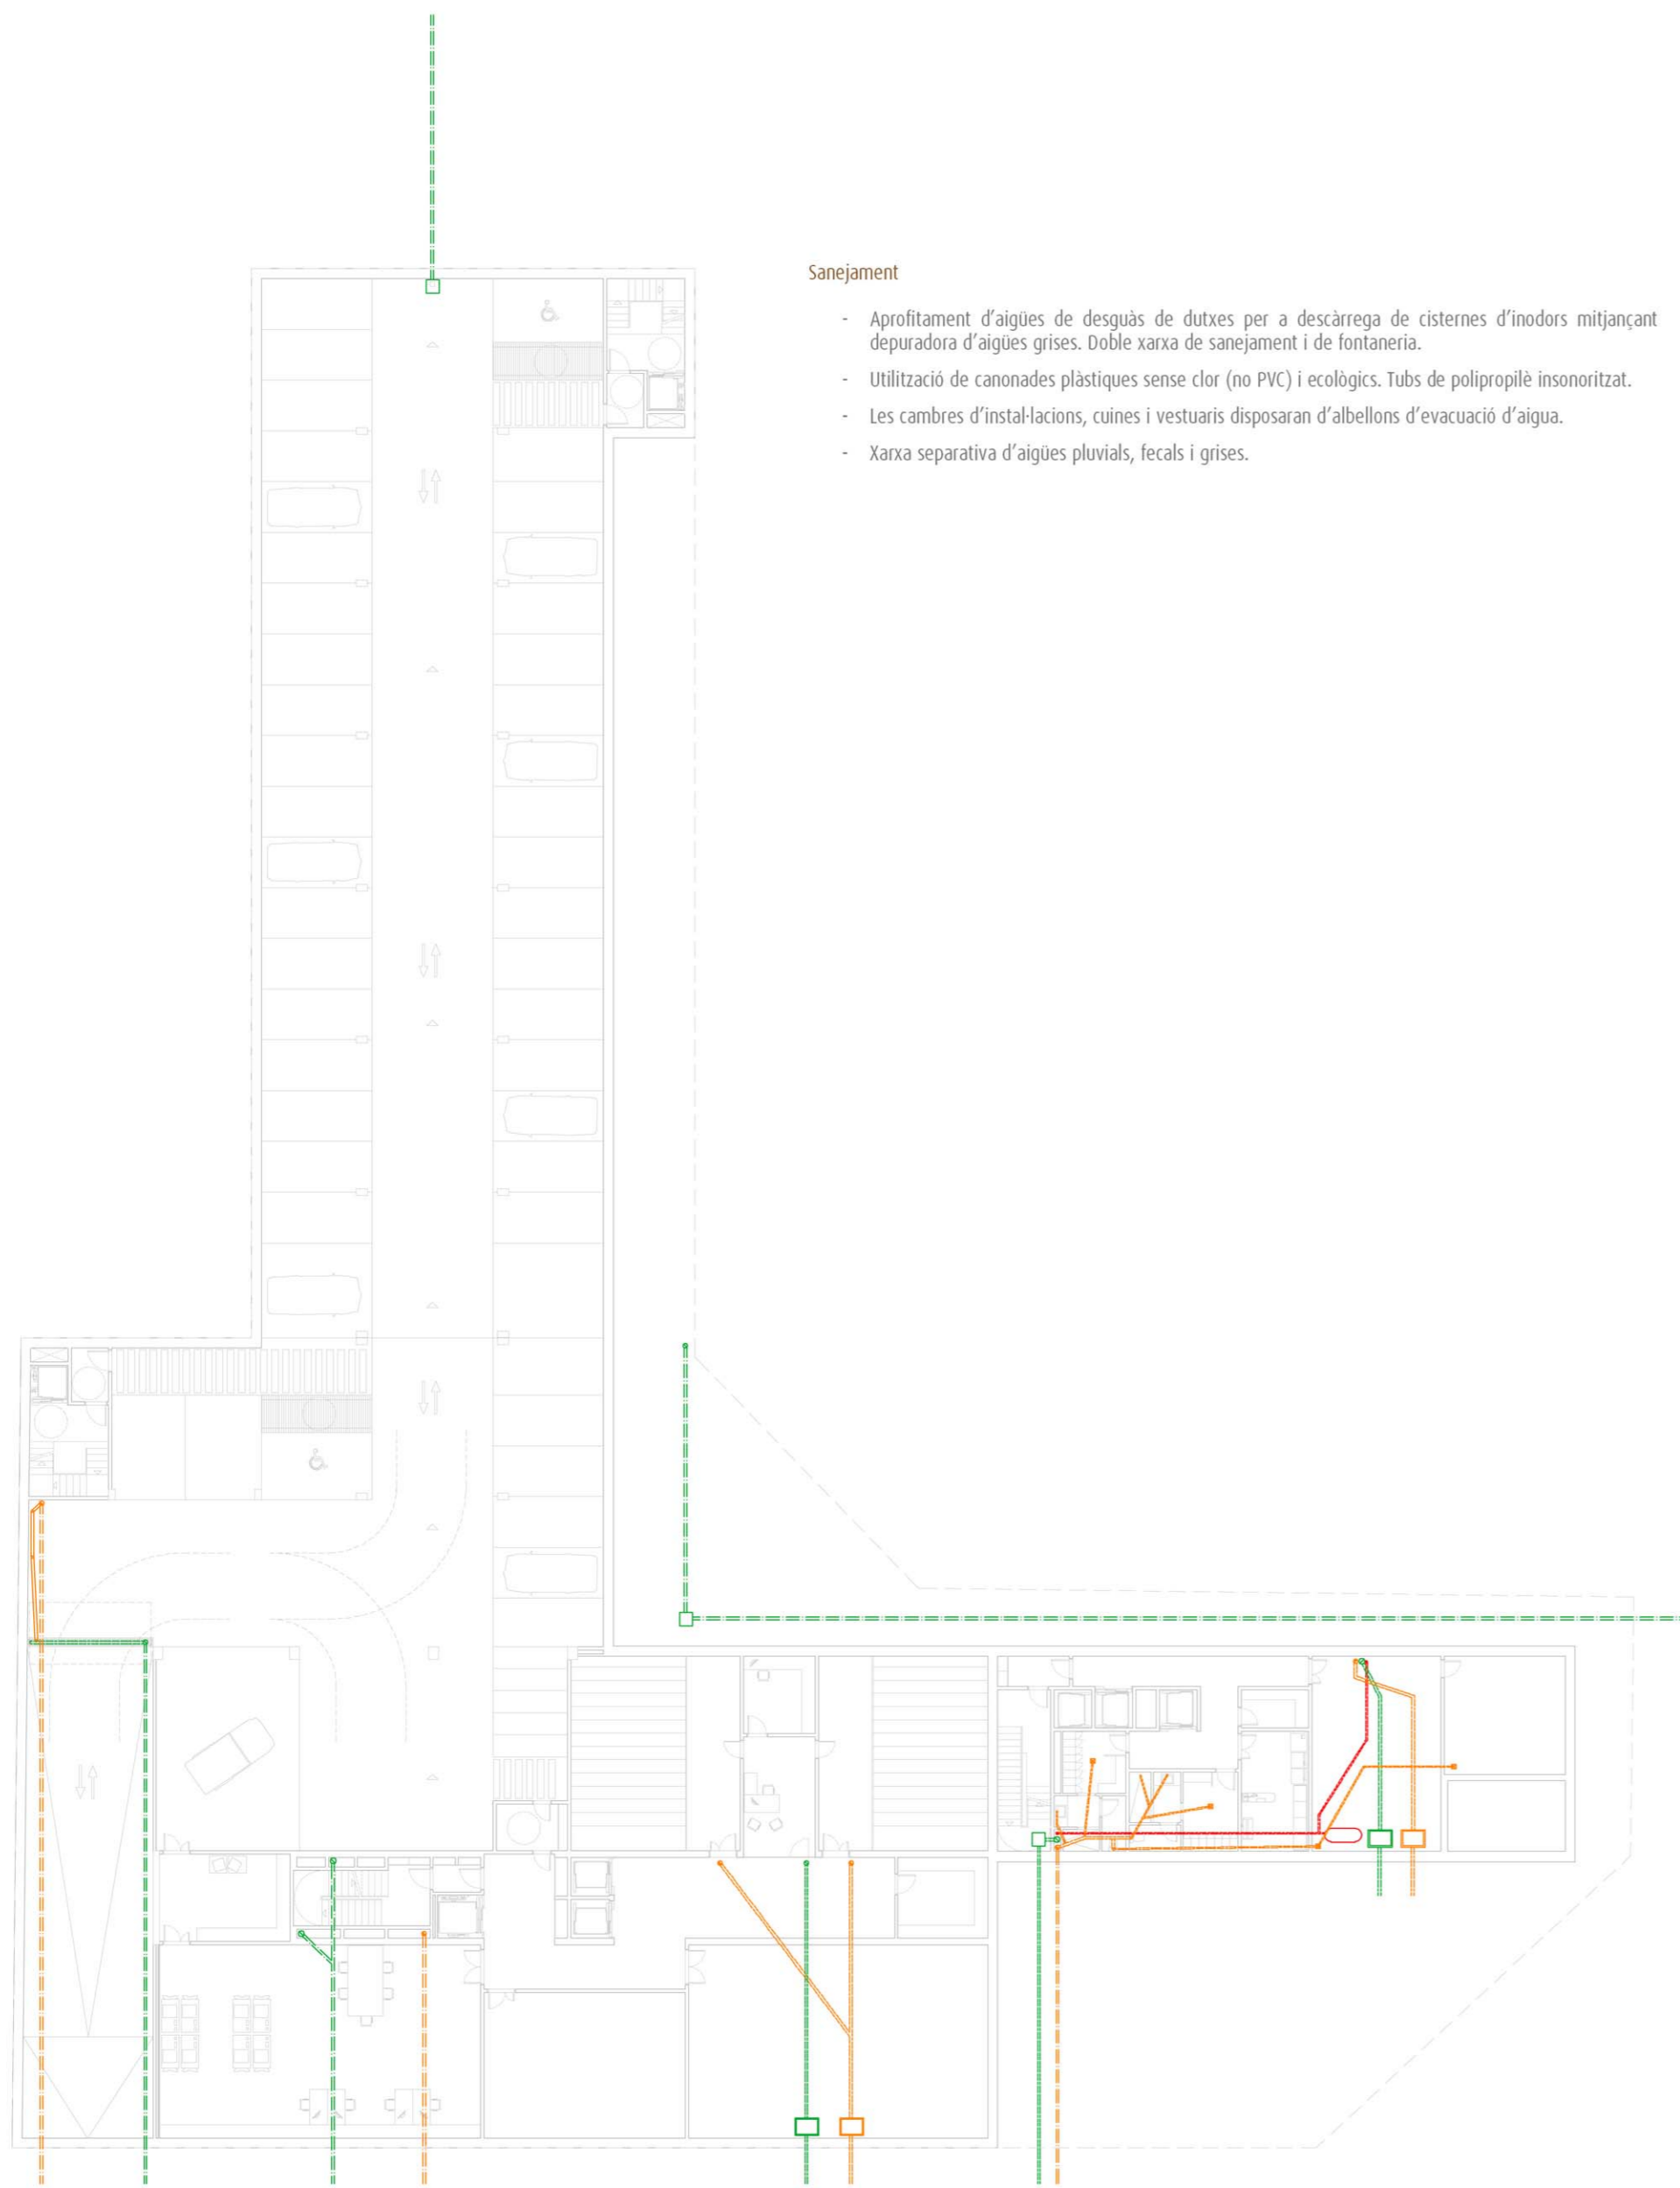 Sanejament
- Aprofitament d'aigües de desguàs de dutxes per a descàrrega de cisternes d'inodors mitjançant
depuradora d'aigües grises. Doble xarxa de sanejament i de fontaneria.
- Utilització de canonades plàstiques sense clor (no PVC) i ecològics. Tubs de polipropilè insonoritzat.
- Les cambres d'instal·lacions, cuines i vestuaris disposaran d'albellons d'evacuació d'aigua.
- Xarxa separativa d'aigües pluvials, fecals i grises.